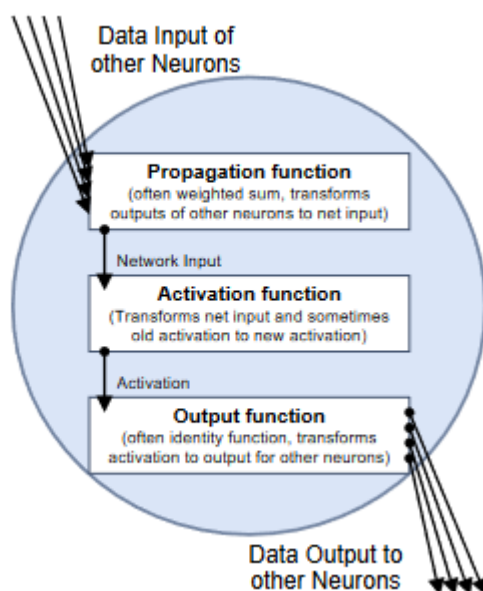 Data Input of
other Neurons
Propagation function
(often weighted sum, transforms
outputs of other neurons to net input)
Network Input
Activation function
(Transforms net input and sometimes
old activation to new activation)
Activation
Output function
(often identity function, transforms
activation to output for other neurons)
Data Output to
other Neurons